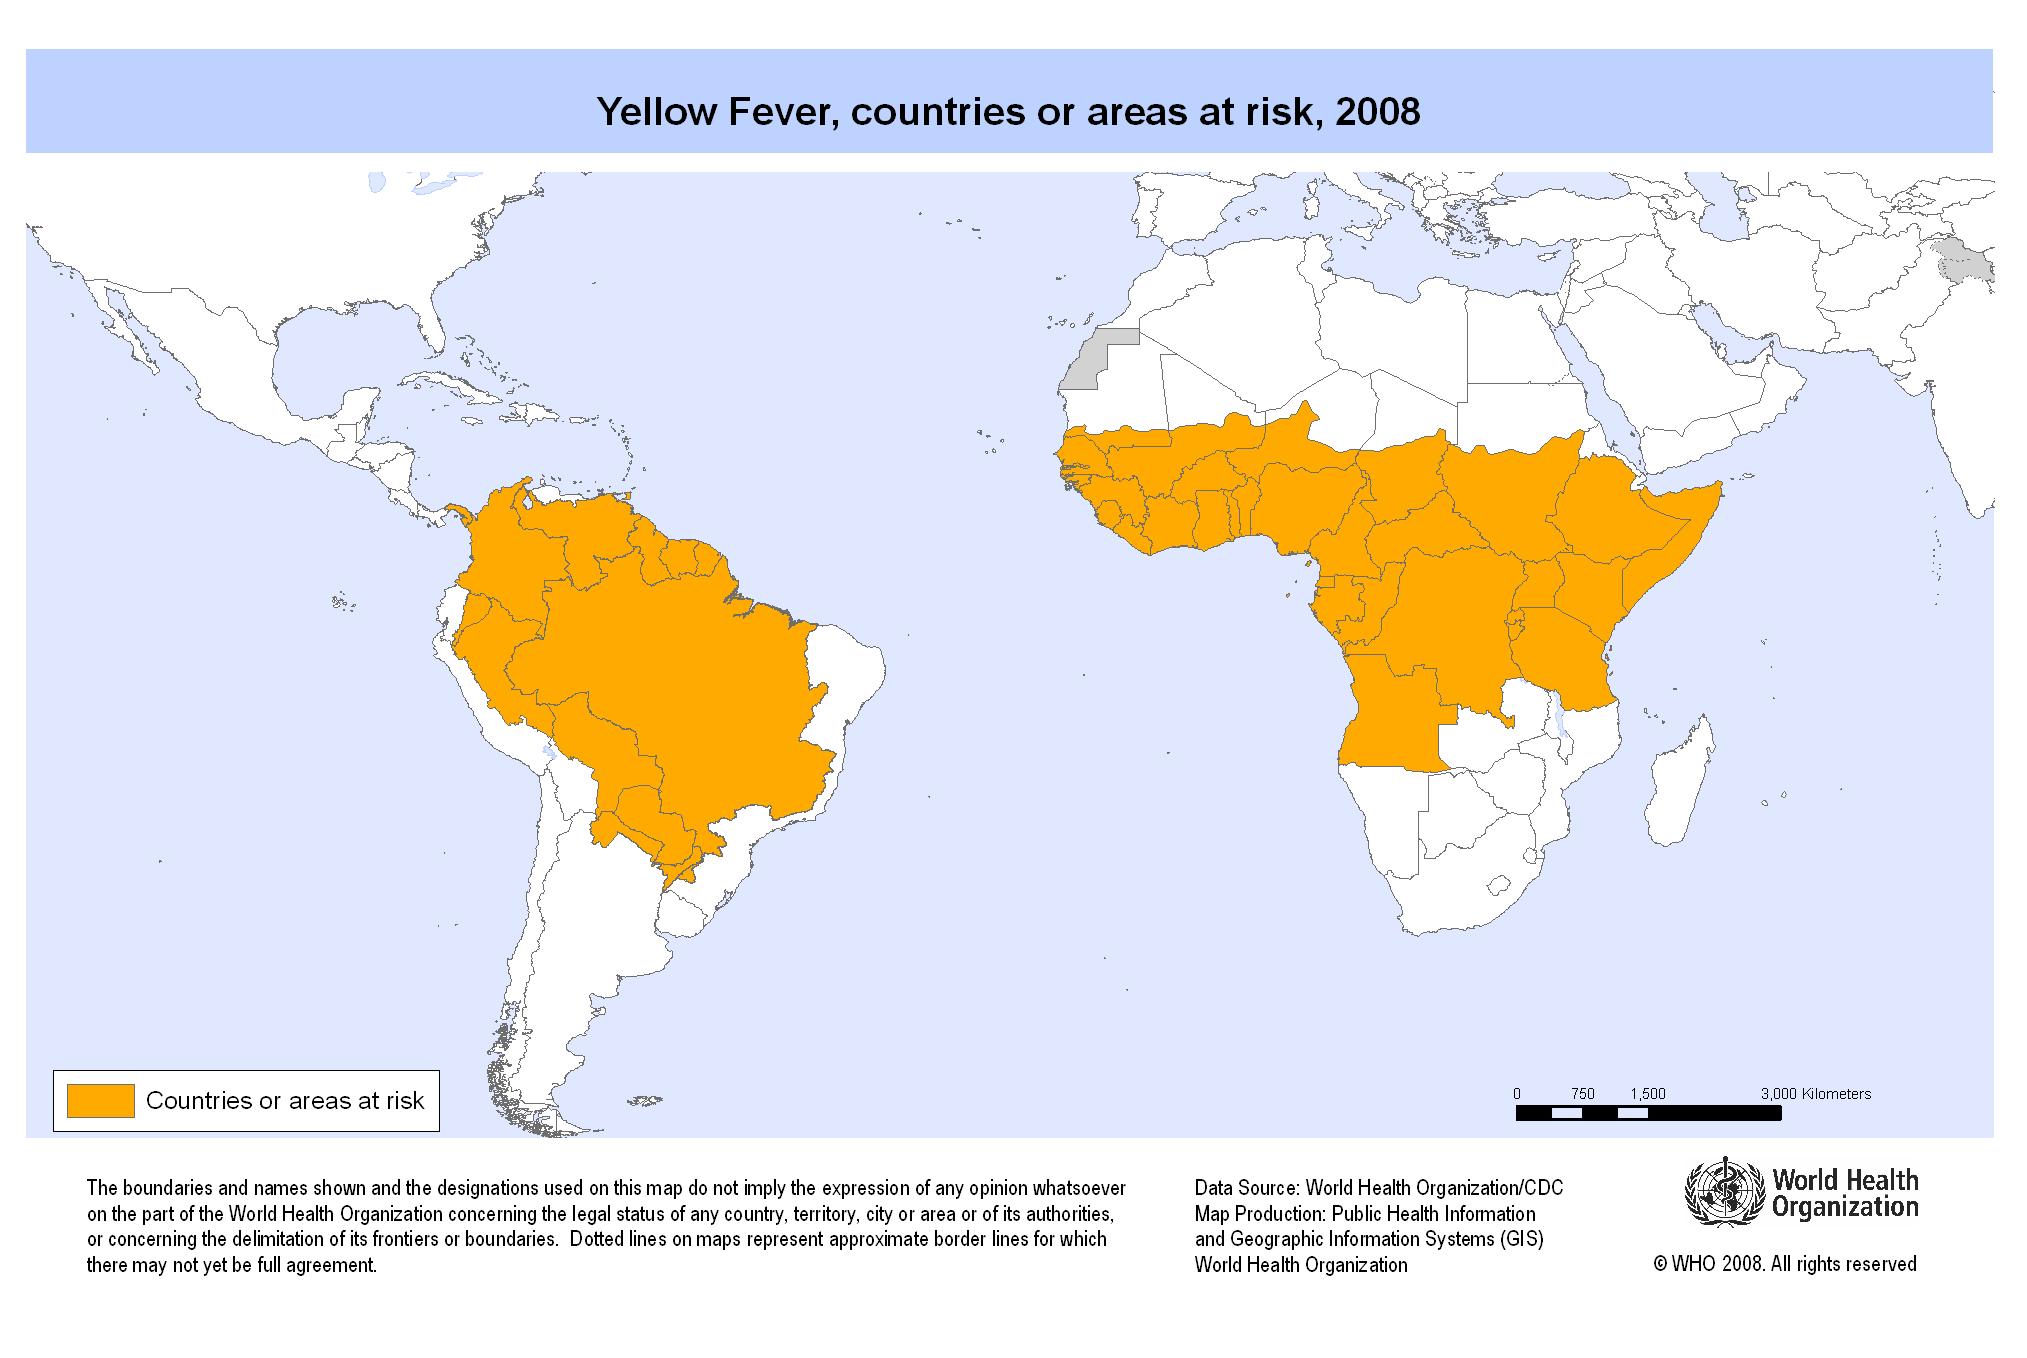 Yellow Fever, countries or areas at risk, 2008
Countries or areas at risk
0 750 1,500 3,000 Kilometers
The boundaries and names shown and the designations used on this map do not imply the expression of any opinion whatsoever
on the part of the World Health Organization concerning the legal status of any country, territory, city or area or of its authorities,
or concerning the delimitation of its frontiers or boundaries.  Dotted lines on maps represent approximate border lines for which
there may not yet be full agreement.
Data Source: World Health Organization/CDC
Map Production: Public Health Information
and Geographic Information Systems (GIS)
World Health Organization
World Health
Organization
© WHO 2008. All rights reserved